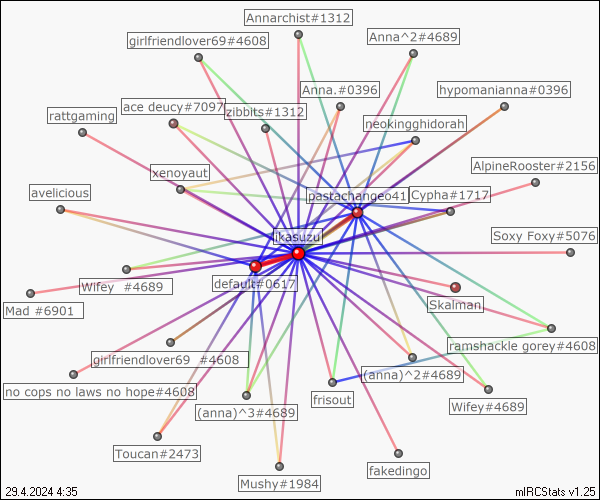 Annarchist#1312
girlfriendlover69#4608
Anna^2#4689
Anna.#0396
hypomanianna#0396
ace deucy#7097
zibbits#1312
rattgaming
neokingghidorah
xenoyaut
AlpineRooster#2156
avelicious
pastachangeo41
Cypha#1717
ikasuzu
Soxy Foxy#5076
default#0617
Wifey  #4689
Mad #6901
Skalman
ramshackle gorey#4608
girlfriendlover69  #4608
(anna)^2#4689
no cops no laws no hope#4608
(anna)^3#4689
frisout
Wifey#4689
Toucan#2473
Mushy#1984
fakedingo
29.4.2024 4:35
mIRCStats v1.25